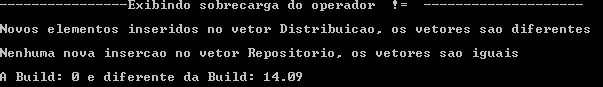 ----------------Exibindo sobrecarga do operador  !=  --------------------
Novos elementos inseridos no vetor Distribuicao, os vetores sao diferentes
Nenhuma nova insercao no vetor Repositorio, os vetores sao iguais
A Build: 0 e diferente da Build: 14.09